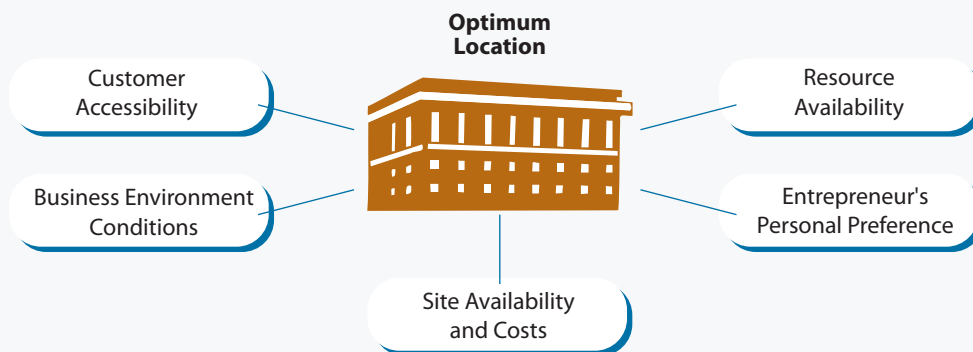 Optimum
Location
Customer
Accessibility
Resource
Availability
Business Environment
Conditions
Entrepreneur's
Personal Preference
Site Availability
and Costs